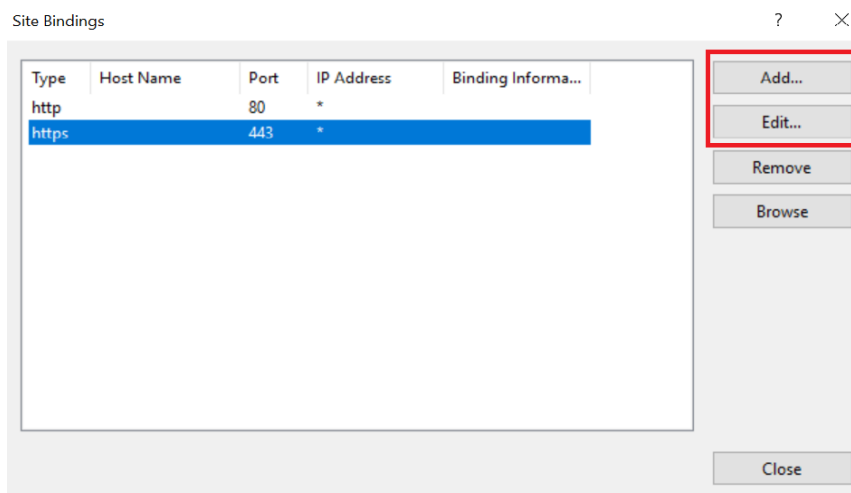 Site Bindings ? ×
Type Host Name Port IP Address Binding Informa...
http 80 *
https 443 *
Add...
Edit...
Remove
Browse
Close